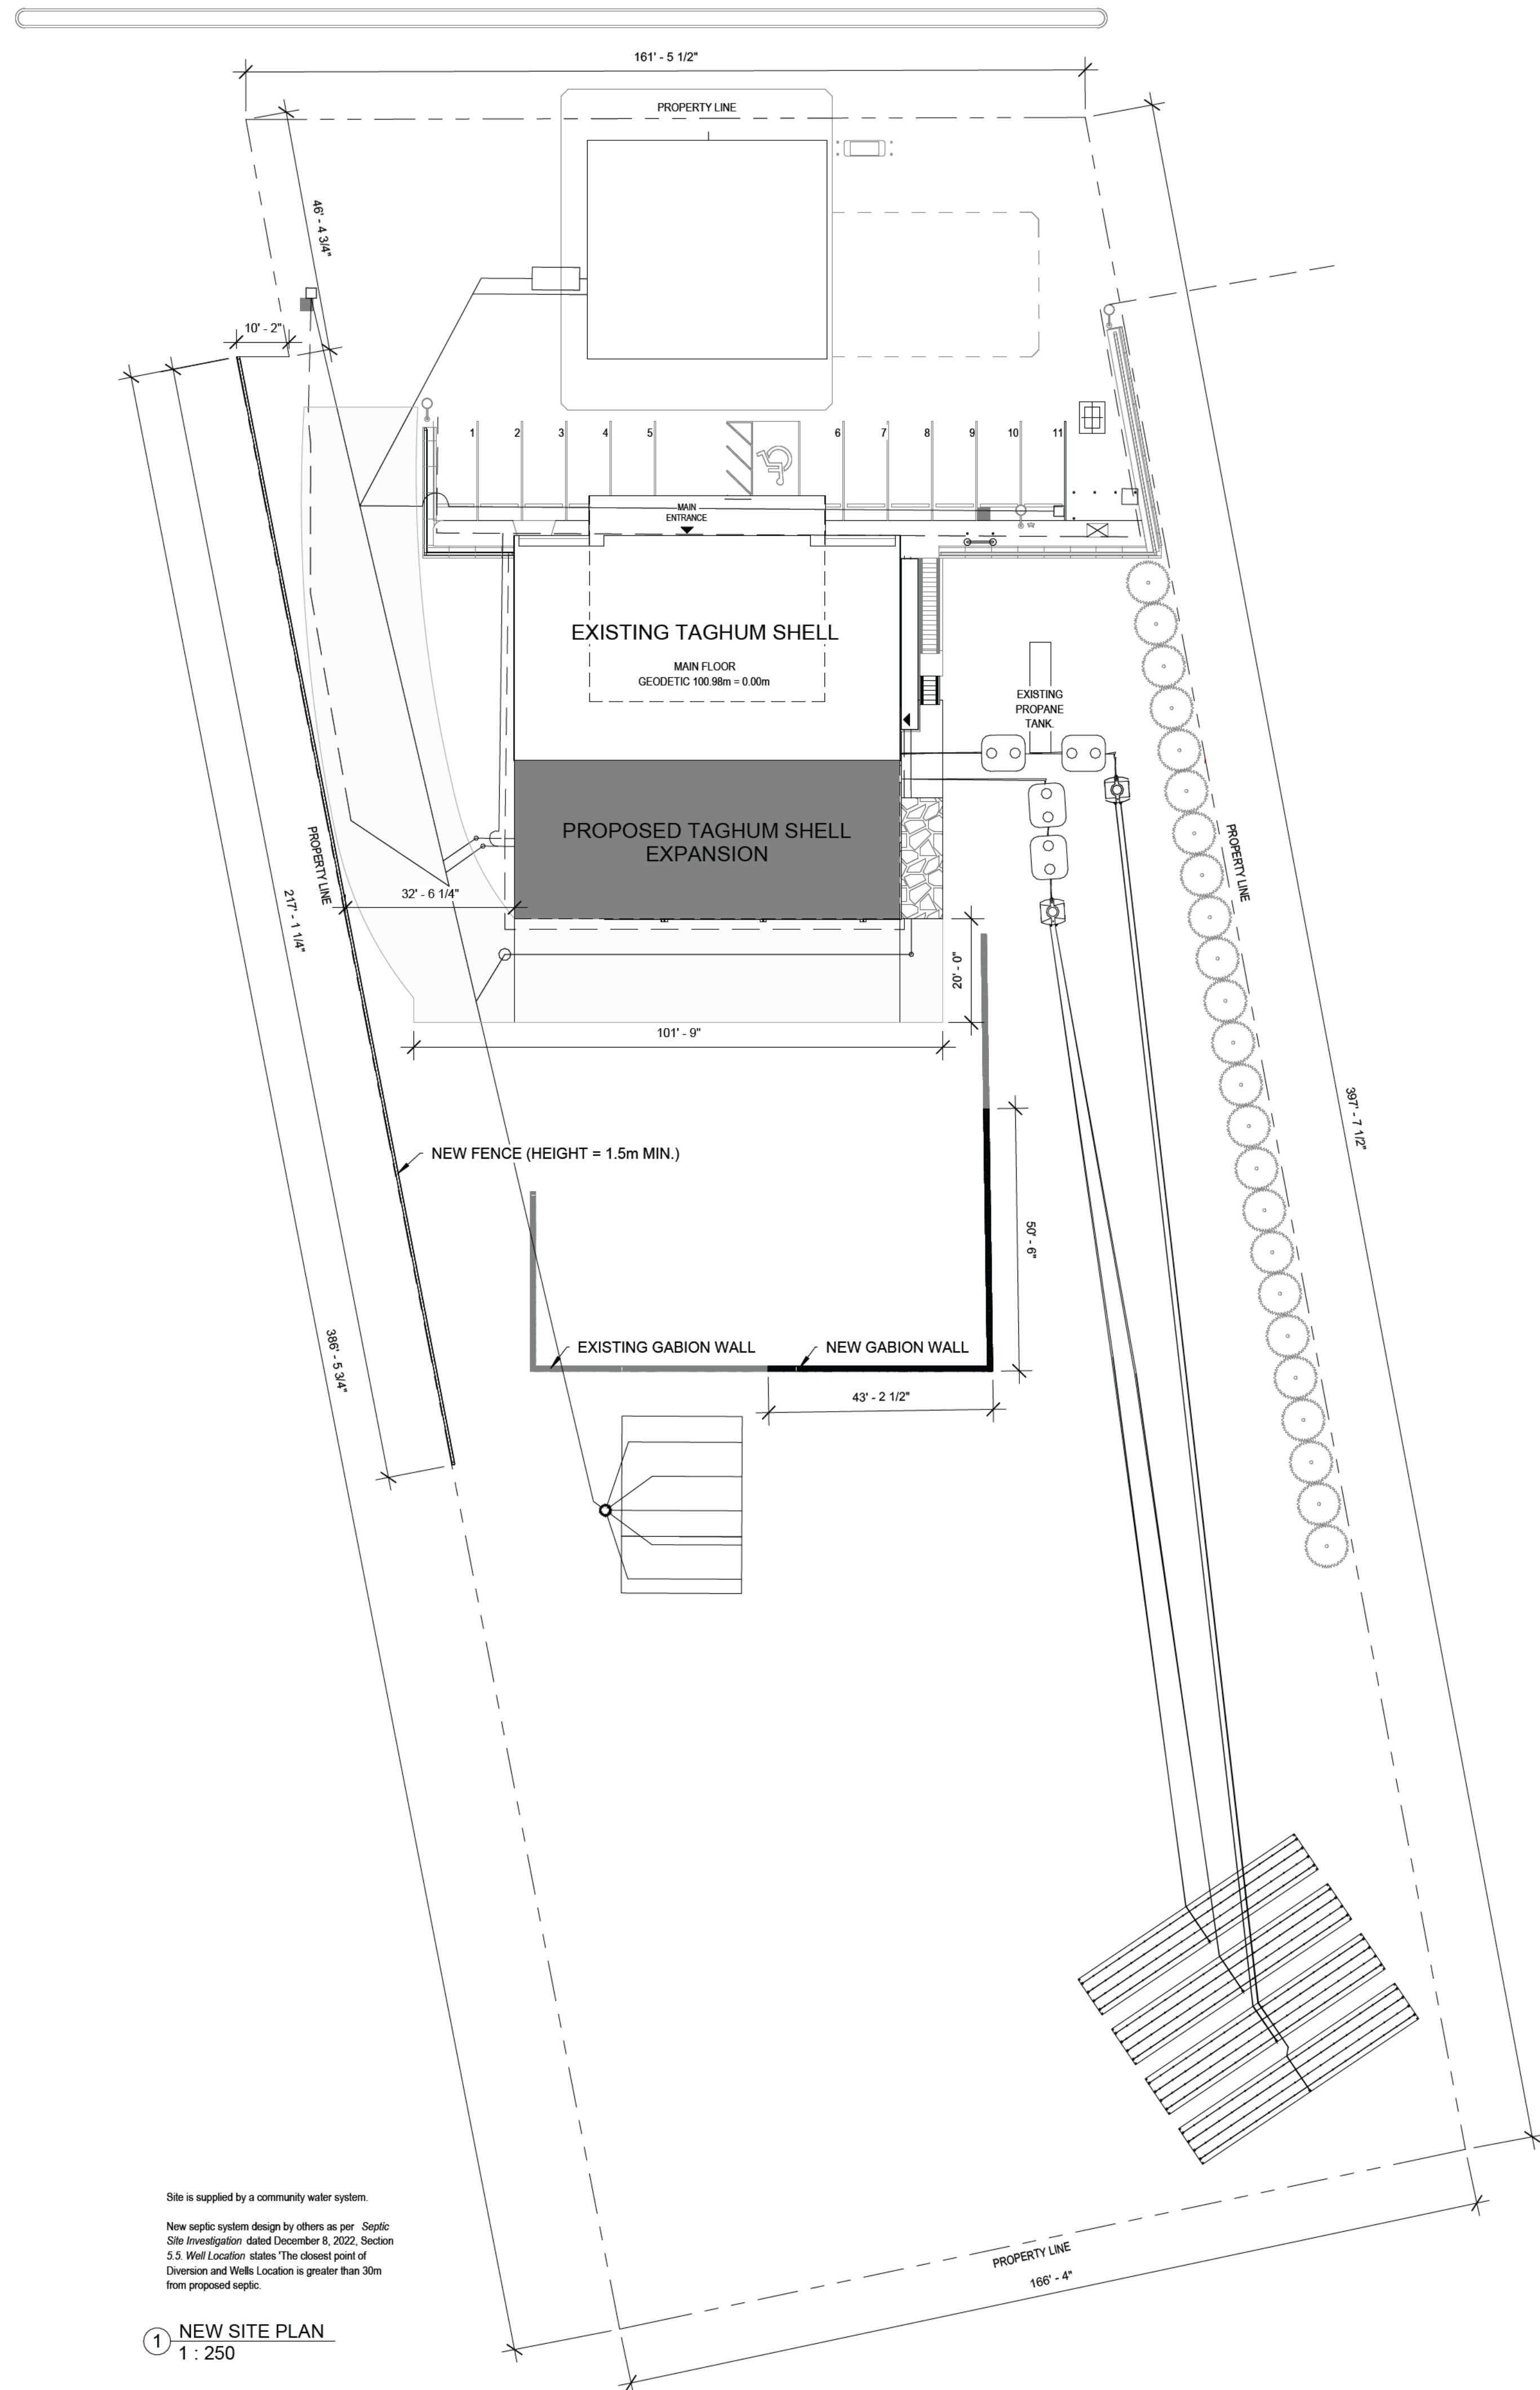 161' - 5 1/2"
PROPERTY LINE
46' - 4 3/4"
10' - 2"
1 2 3 4 5 6 7 8 9 10 11
MAIN
ENTRANCE
EXISTING TAGHUM SHELL
MAIN FLOOR
GEODETIC 100.98m = 0.00m
EXISTING
PROPANE
TANK.
PROPOSED TAGHUM SHELL
EXPANSION
PROPERTY LINE
PROPERTY LINE
32' - 6 1/4"
217' - 1 1/4"
20' - 0"
101' - 9"
397' - 7 1/2"
NEW FENCE (HEIGHT = 1.5m MIN.)
50' - 6"
EXISTING GABION WALL
NEW GABION WALL
386' - 5 3/4"
43' - 2 1/2"
Site is supplied by a community water system.
New septic system design by others as per Septic
Site Investigation dated December 8, 2022, Section
5.5. Well Location states 'The closest point of
Diversion and Wells Location is greater than 30m
from proposed septic.
PROPERTY LINE
166' - 4"
1 NEW SITE PLAN
1 : 250